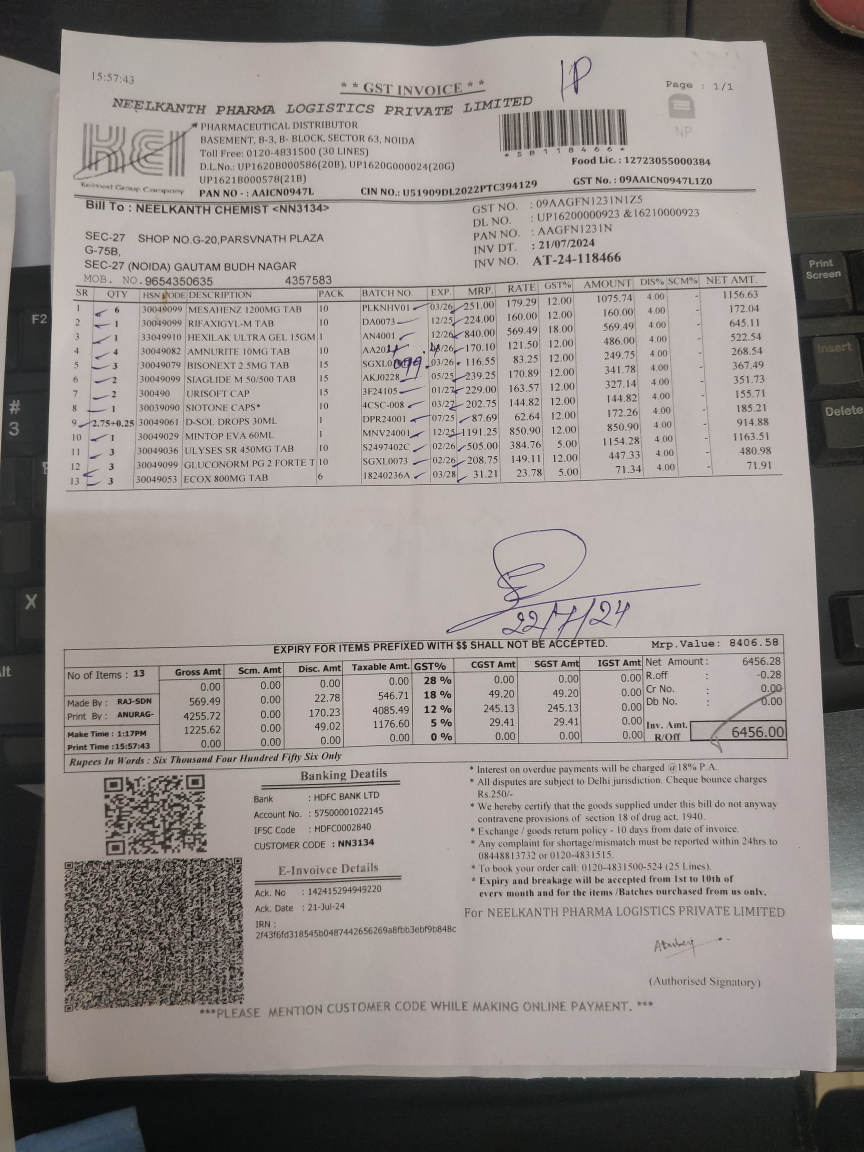 15:57:43
** GST INVOICE **
Page : 1/1
NEELKANTH PHARMA LOGISTICS PRIVATE LIMITED
KEI
Keimed Group Company
PHARMACEUTICAL DISTRIBUTOR
BASEMENT, B-3, B- BLOCK, SECTOR 63, NOIDA
Toll Free: 0120-4831500 (30 LINES)
D.L.No.: UP1620B000586(20B), UP1620G000024(20G)
UP1621B000578(21B)
PAN NO - : AAICN0947L
CIN NO.: U51909DL2022PTC394129
NP
*58118466*
Food Lic. : 12723055000384
GST No. : 09AAICN0947L1Z0
Bill To : NEELKANTH CHEMIST <NN3134>
SEC-27 SHOP NO.G-20,PARSVNATH PLAZA
G-75B,
SEC-27 (NOIDA) GAUTAM BUDH NAGAR
MOB. NO. 9654350635 4357583
GST NO. : 09AAGFN1231N1Z5
DL NO. : UP16200000923 &16210000923
PAN NO. : AAGFN1231N
INV DT. : 21/07/2024
INV NO. AT-24-118466
SR QTY HSN CODE DESCRIPTION PACK BATCH NO. EXP. MRP. RATE GST% AMOUNT DIS% SCM% NET AMT.
1 6 30049099 MESAHENZ 1200MG TAB 10 PLKNHV01 03/26 251.00 179.29 12.00 1075.74 4.00 - 1156.63
2 1 30049099 RIFAXIGYL-M TAB 10 DA0073 12/25 224.00 160.00 12.00 160.00 4.00 - 172.04
3 1 33049910 HEXILAK ULTRA GEL 15GM 1 AN4001 12/26 840.00 569.49 18.00 569.49 4.00 - 645.11
4 4 30049082 AMNURITE 10MG TAB 10 170.10 121.50 12.00 486.00 4.00 - 522.54
5 3 30049079 BISONEXT 2.5MG TAB 15 03/26 116.55 83.25 12.00 249.75 4.00 - 268.54
6 2 30049099 SIAGLIDE M 50/500 TAB 15 AKJ0228 05/25 239.25 170.89 12.00 341.78 4.00 - 367.49
7 2 300490 URISOFT CAP 15 3F24105 01/27 229.00 163.57 12.00 327.14 4.00 - 351.73
8 1 30039090 SIOTONE CAPS* 10 4CSC-008 03/27 202.75 144.82 12.00 144.82 4.00 - 155.71
9 2.75+0.25 30049061 D-SOL DROPS 30ML 1 DPR24001 07/25 87.69 62.64 12.00 172.26 4.00 - 185.21
10 1 30049029 MINTOP EVA 60ML 1 MNV24001 12/25 1191.25 850.90 12.00 850.90 4.00 - 914.88
11 3 30049036 ULYSES SR 450MG TAB 10 S2497402C 02/26 505.00 384.76 5.00 1154.28 4.00 - 1163.51
12 3 30049099 GLUCONORM PG 2 FORTE T 10 SGXL0073 02/26 208.75 149.11 12.00 447.33 4.00 - 480.98
13 3 30049053 ECOX 800MG TAB 6 18240236A 03/28 31.21 23.78 5.00 71.34 4.00 - 71.91
22/7/24
EXPIRY FOR ITEMS PREFIXED WITH $$ SHALL NOT BE ACCEPTED. Mrp.Value: 8406.58
No of Items : 13
Made By : RAJ-SDN
Print By : ANURAG-
Make Time : 1:17PM
Print Time :15:57:43
Gross Amt Scm. Amt Disc. Amt Taxable Amt. GST% CGST Amt SGST Amt IGST Amt
0.00 0.00 0.00 0.00 28 % 0.00 0.00 0.00
569.49 0.00 22.78 546.71 18 % 49.20 49.20 0.00
4255.72 0.00 170.23 4085.49 12 % 245.13 245.13 0.00
1225.62 0.00 49.02 1176.60 5 % 29.41 29.41 0.00
0.00 0.00 0.00 0.00 0 % 0.00 0.00 0.00
Net Amount : 6456.28
R.off : -0.28
Cr No. : 0.00
Db No. : 0.00
Inv. Amt. R/Off 6456.00
Rupees In Words : Six Thousand Four Hundred Fifty Six Only
Banking Deatils
Bank : HDFC BANK LTD
Account No. : 57500001022145
IFSC Code : HDFC0002840
CUSTOMER CODE : NN3134
E-Invoivce Details
Ack. No : 142415294949220
Ack. Date : 21-Jul-24
IRN :
2f43f6fd318545b0487442656269a8fbb3ebf9b848c
* Interest on overdue payments will be charged @18% P.A.
* All disputes are subject to Delhi jurisdiction. Cheque bounce charges
Rs.250/-
* We hereby certify that the goods supplied under this bill do not anyway
contravene provisions of section 18 of drug act, 1940.
* Exchange / goods return policy - 10 days from date of invoice.
* Any complaint for shortage/mismatch must be reported within 24hrs to
08448813732 or 0120-4831515.
* To book your order call: 0120-4831500-524 (25 Lines).
* Expiry and breakage will be accepted from 1st to 10th of
every month and for the items /Batches purchased from us only.
For NEELKANTH PHARMA LOGISTICS PRIVATE LIMITED
(Authorised Signatory)
***PLEASE MENTION CUSTOMER CODE WHILE MAKING ONLINE PAYMENT. ***
F2
#
3
X
Alt
Print
Screen
Insert
Delete